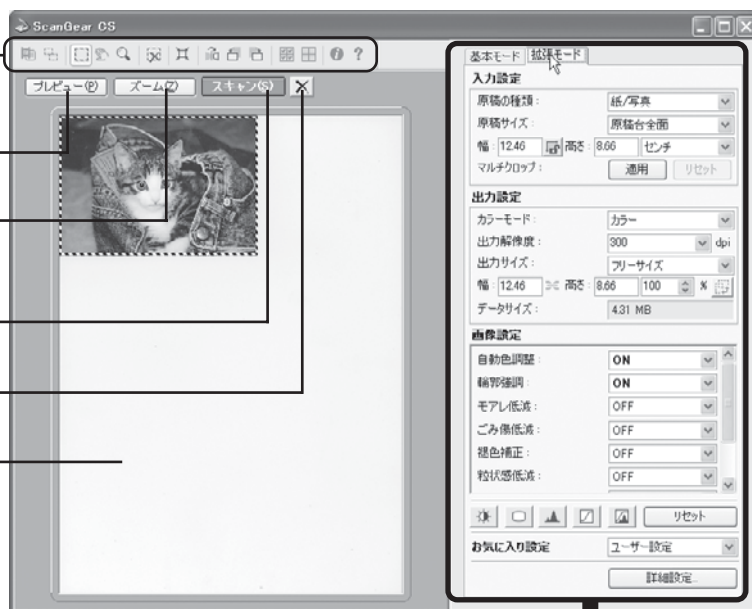 ScanGear CS
プレビュー(P) ズーム(Z) スキャン(S)
基本モード 拡張モード
入力設定
原稿の種類： 紙/写真
原稿サイズ： 原稿台全面
幅： 12.46 高さ： 8.66 センチ
マルチクロップ： 適用 リセット
出力設定
カラーモード： カラー
出力解像度： 300 dpi
出力サイズ： フリーサイズ
幅： 12.46 高さ： 8.66 100 %
データサイズ： 4.31 MB
画像設定
自動色調整： ON
輪郭強調： ON
モアレ低減： OFF
ごみ傷低減： OFF
褪色補正： OFF
粒状感低減： OFF
リセット
お気に入り設定 ユーザー設定
詳細設定...